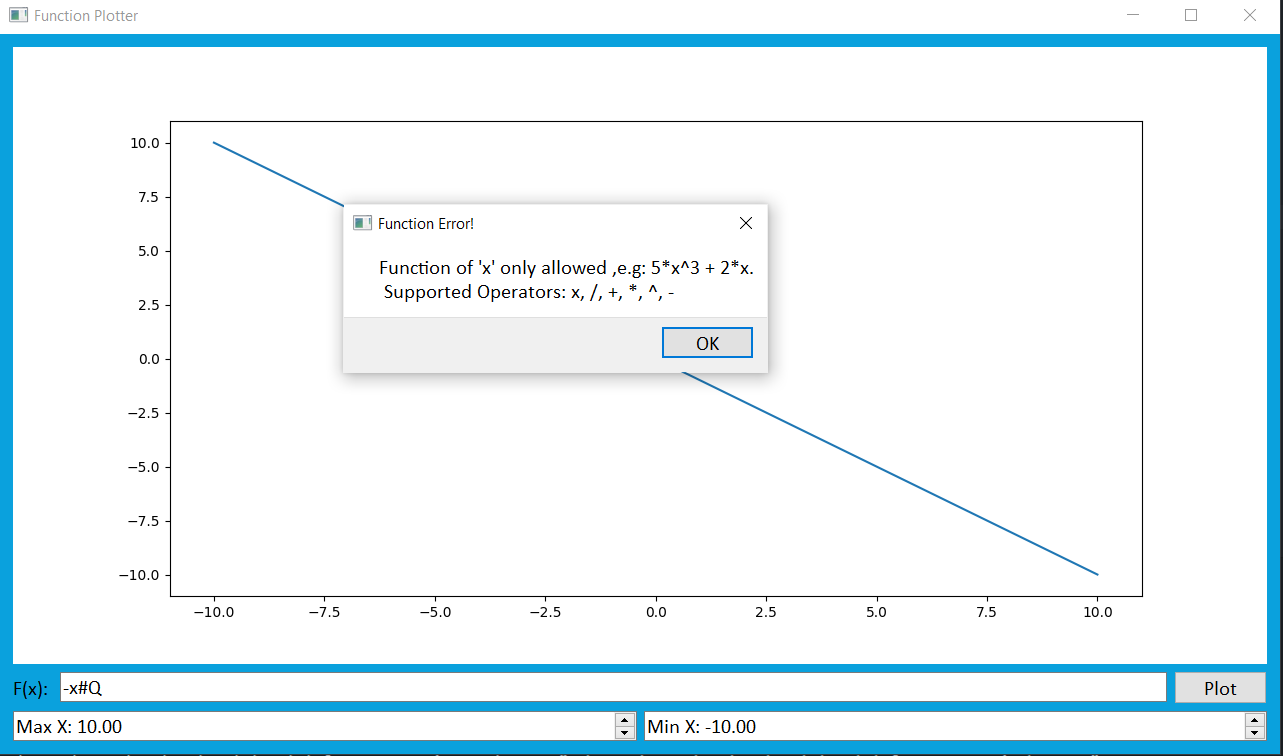 Function Plotter
10.0
7.5
Function Error!
5.0
Function of 'x' only allowed ,e.g: 5*x^3 + 2*x.
Supported Operators: x, /, +, *, ^, -
2.5
OK
0.0
−2.5
−5.0
−7.5
−10.0
−10.0 −7.5 −5.0 −2.5 0.0 2.5 5.0 7.5 10.0
F(x): -x#Q Plot
Max X: 10.00 Min X: -10.00